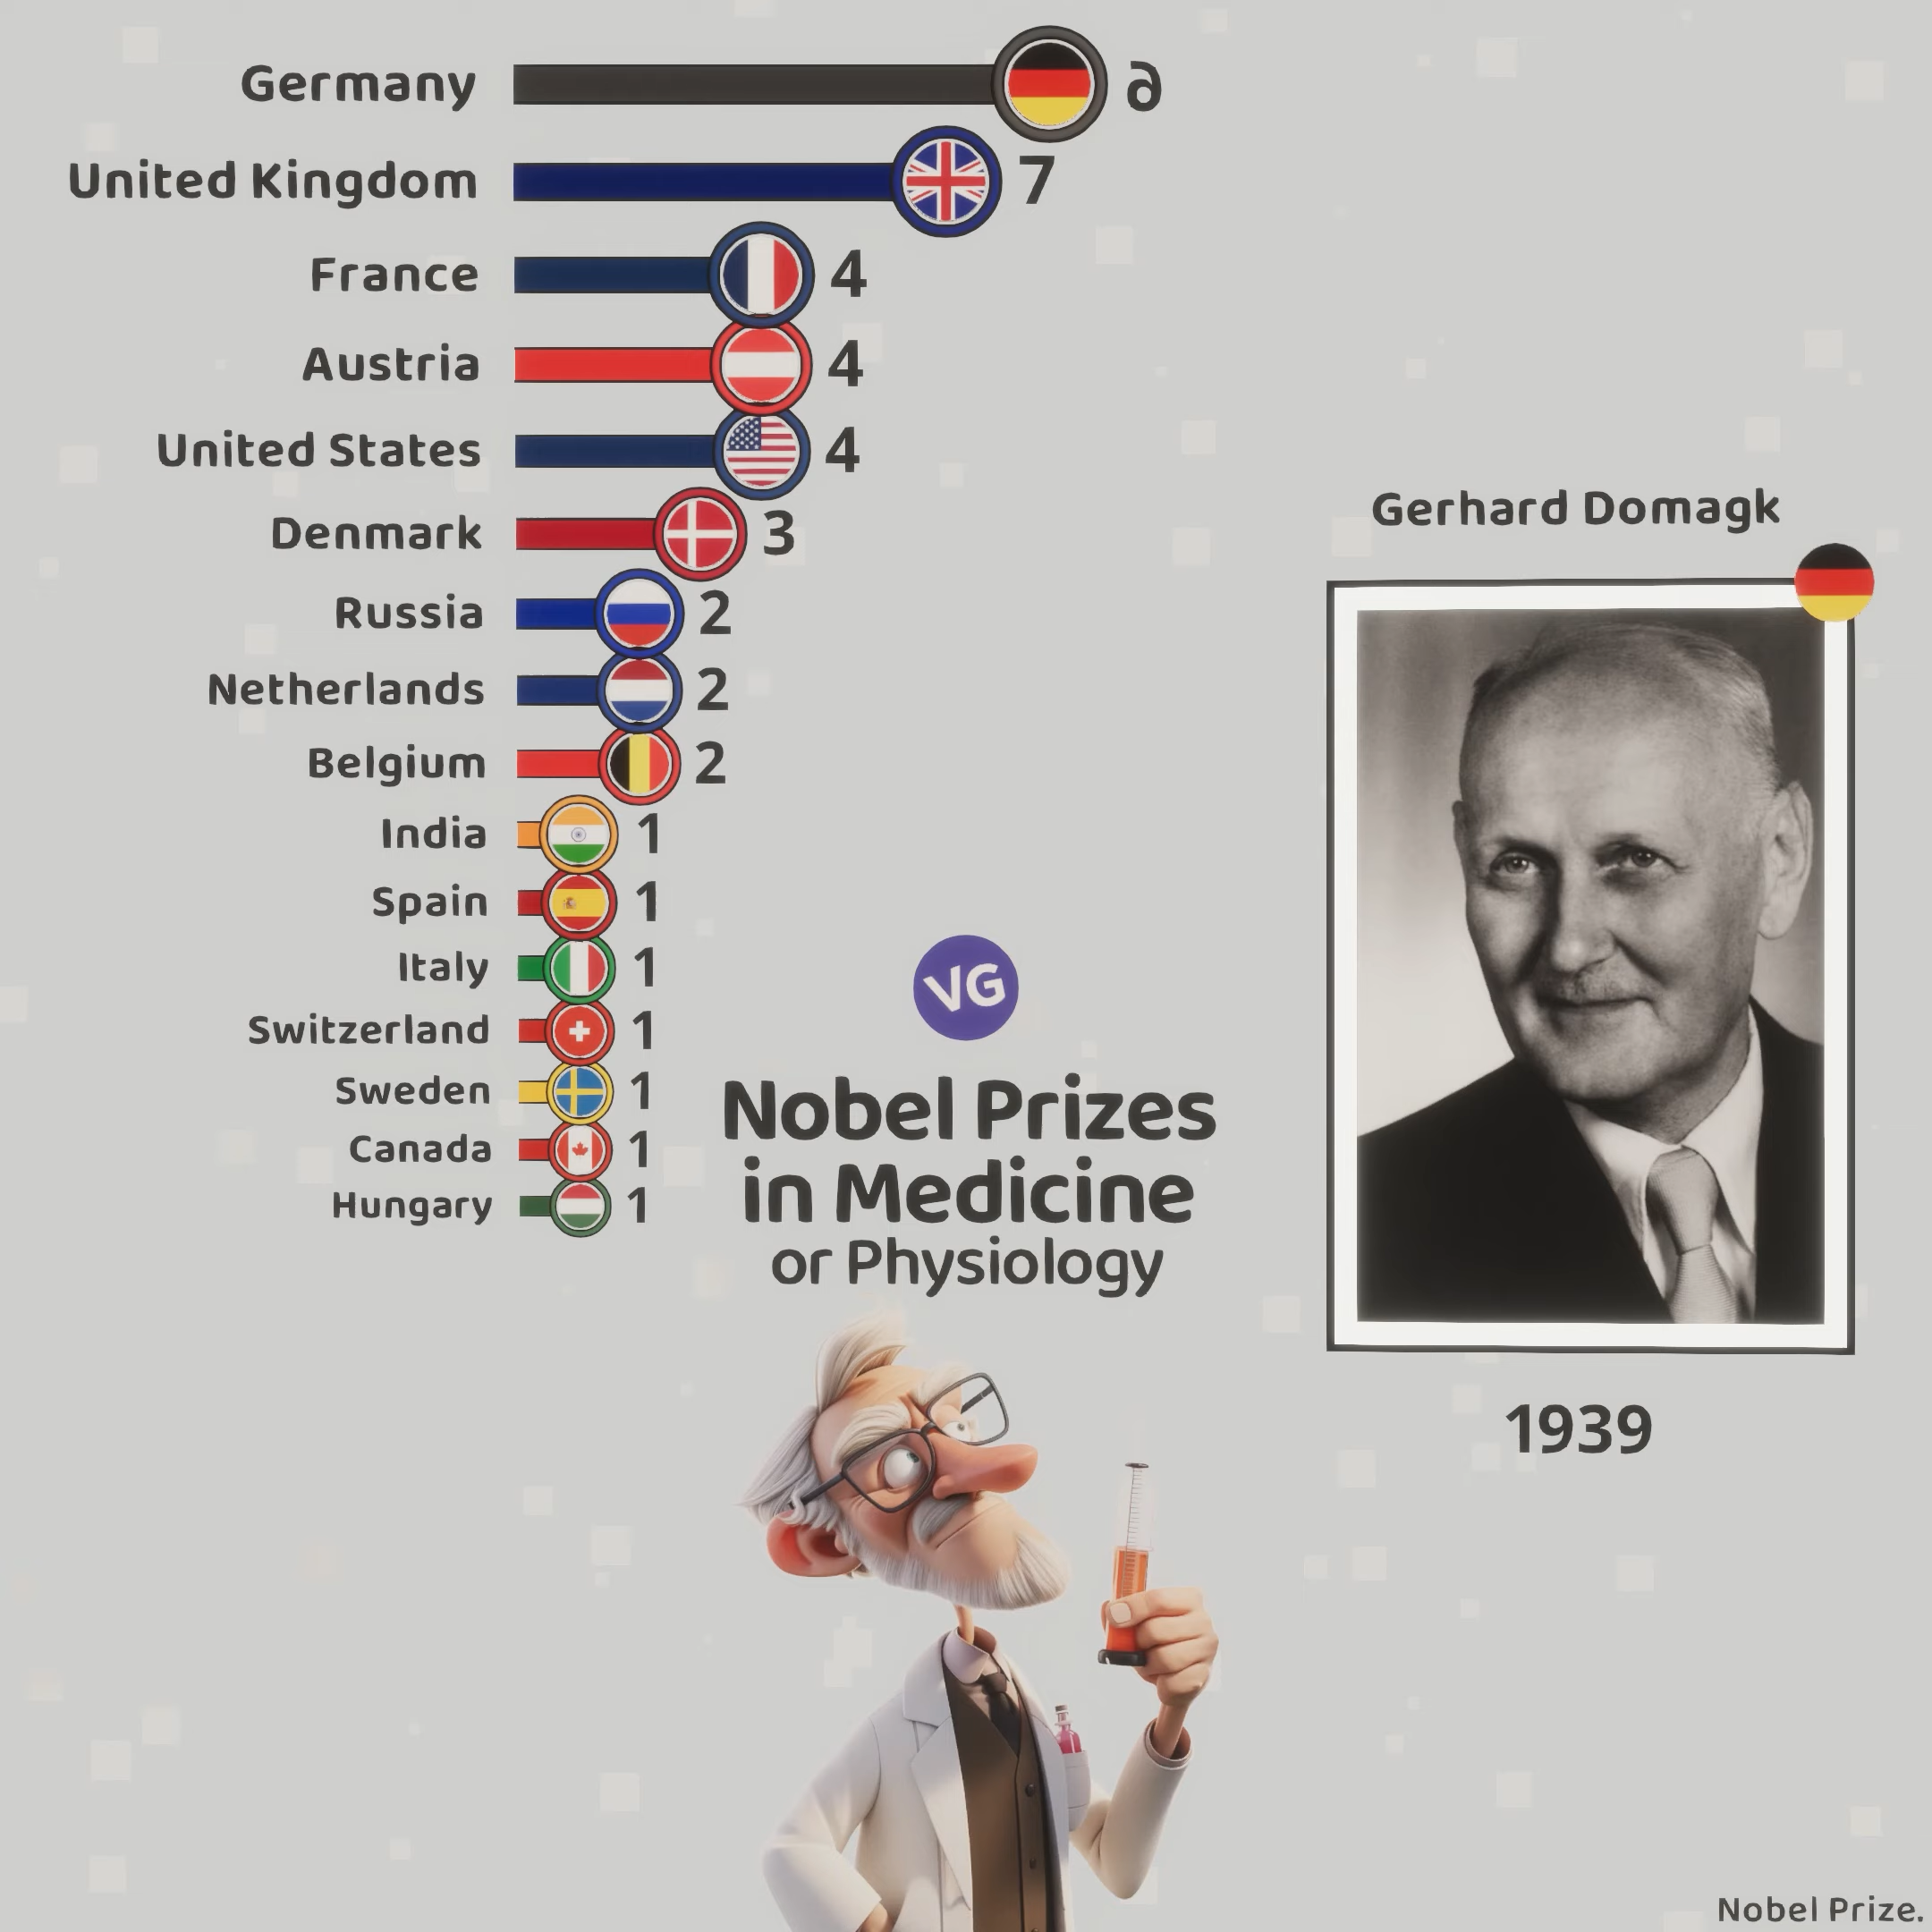 Germany
United Kingdom 7
France 4
Austria 4
United States 4
Denmark 3
Russia 2
Netherlands 2
Belgium 2
India 1
Spain 1
Italy 1
Switzerland 1
Sweden 1
Canada 1
Hungary 1
VG
Nobel Prizes
in Medicine
or Physiology
Gerhard Domagk
1939
Nobel Prize.